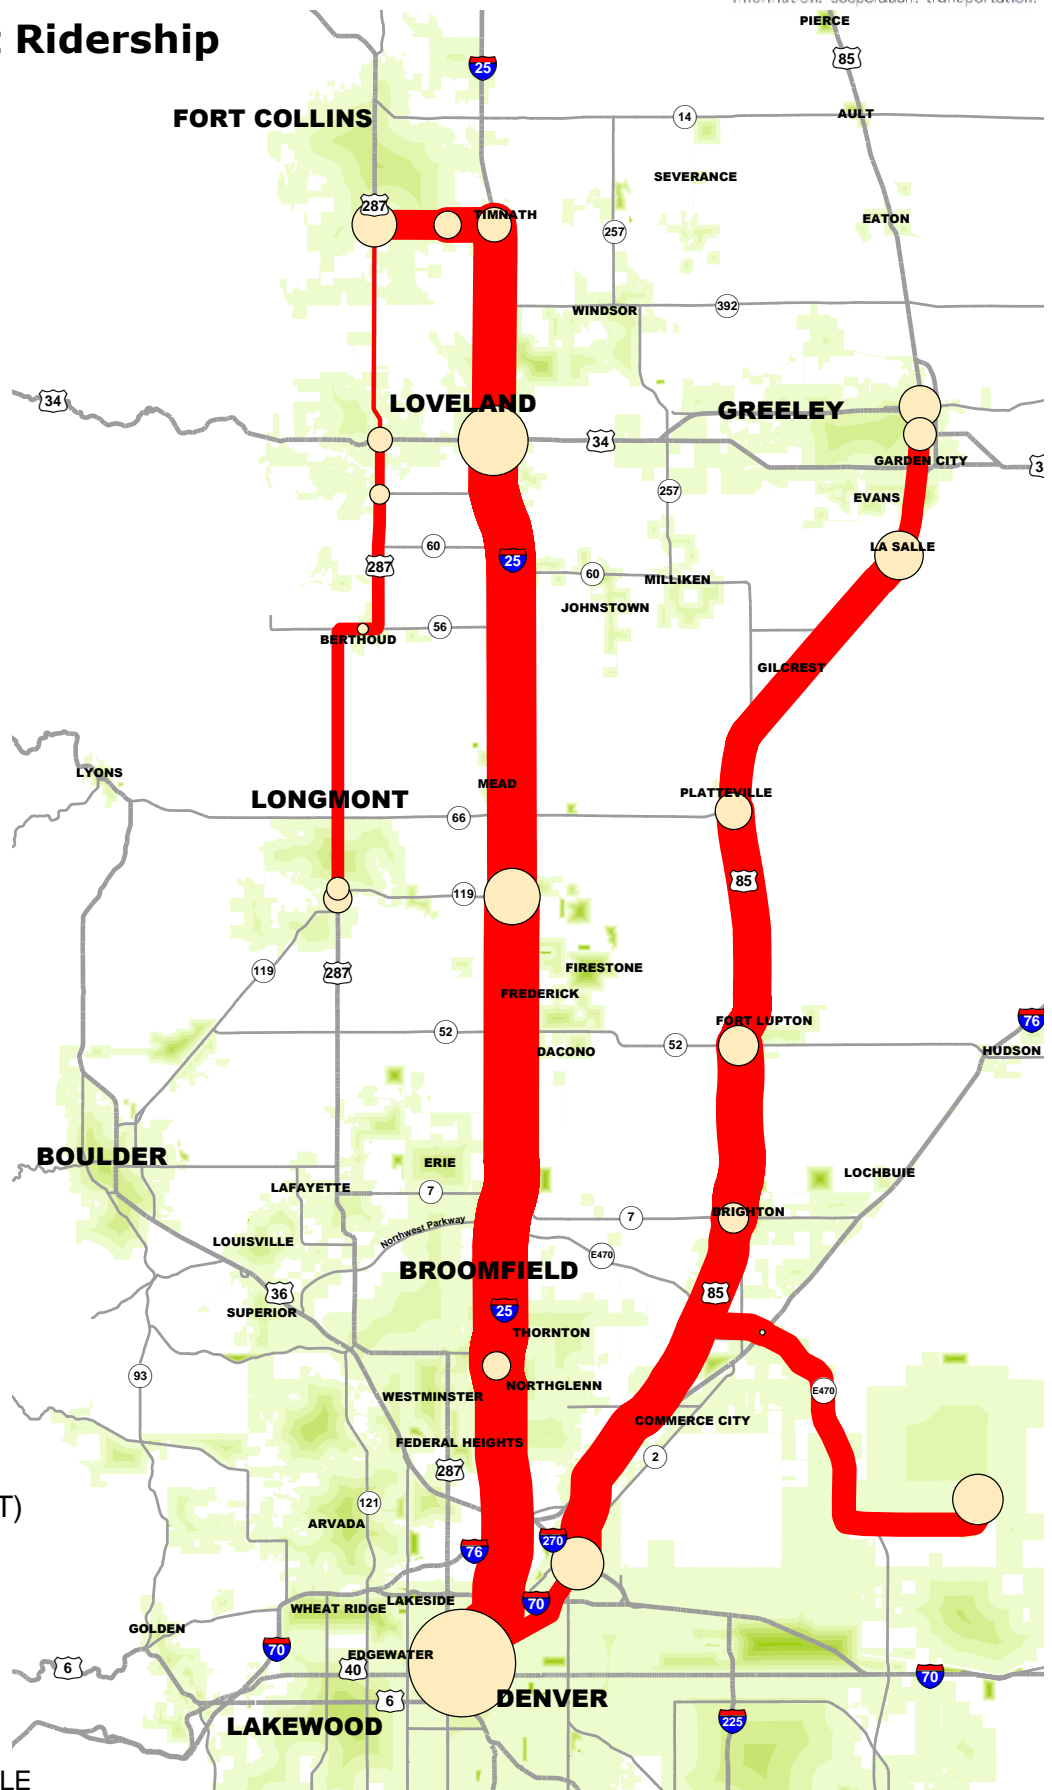 Ridership
PIERCE
85
25
FORT COLLINS
14
AULT
SEVERANCE
287
TIMNATH
257
EATON
WINDSOR
392
34
LOVELAND
GREELEY
34
GARDEN CITY
257
EVANS
60
25
287
60
LA SALLE
MILLIKEN
JOHNSTOWN
56
BERTHOUD
GILCREST
LYONS
MEAD
PLATTEVILLE
LONGMONT
66
85
119
119
287
FIRESTONE
FREDERICK
52
DACONO
52
FORT LUPTON
76
HUDSON
BOULDER
ERIE
LAFAYETTE
7
LOCHBUIE
7
BRIGHTON
Northwest Parkway
LOUISVILLE
E470
BROOMFIELD
36
SUPERIOR
25
85
THORNTON
93
NORTHGLENN
WESTMINSTER
E470
COMMERCE CITY
FEDERAL HEIGHTS
2
287
T)
121
ARVADA
76
270
WHEAT RIDGE
LAKESIDE
70
GOLDEN
70
EDGEWATER
6
40
70
6
DENVER
LAKEWOOD
225
LE